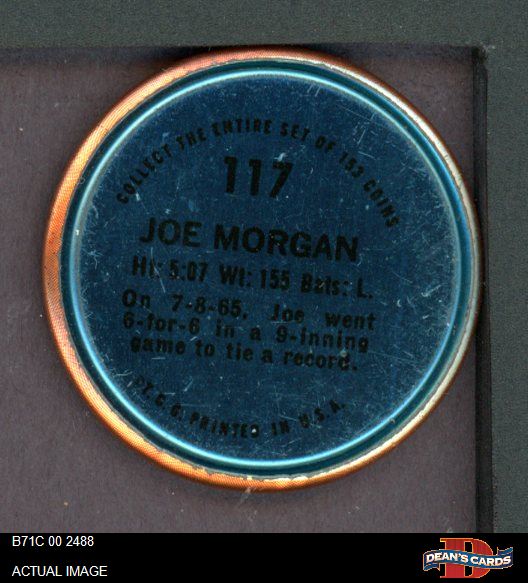 COLLECT THE ENTIRE SET OF 153 COINS
117
JOE MORGAN
Ht: 5:07 Wt: 155 Bats: L.
On 7-8-65, Joe went
6-for-6 in a 9-inning
game to tie a record.
©T.C.G. PRINTED IN U.S.A.
B71C 00 2488
ACTUAL IMAGE
D
DEAN'S CARDS